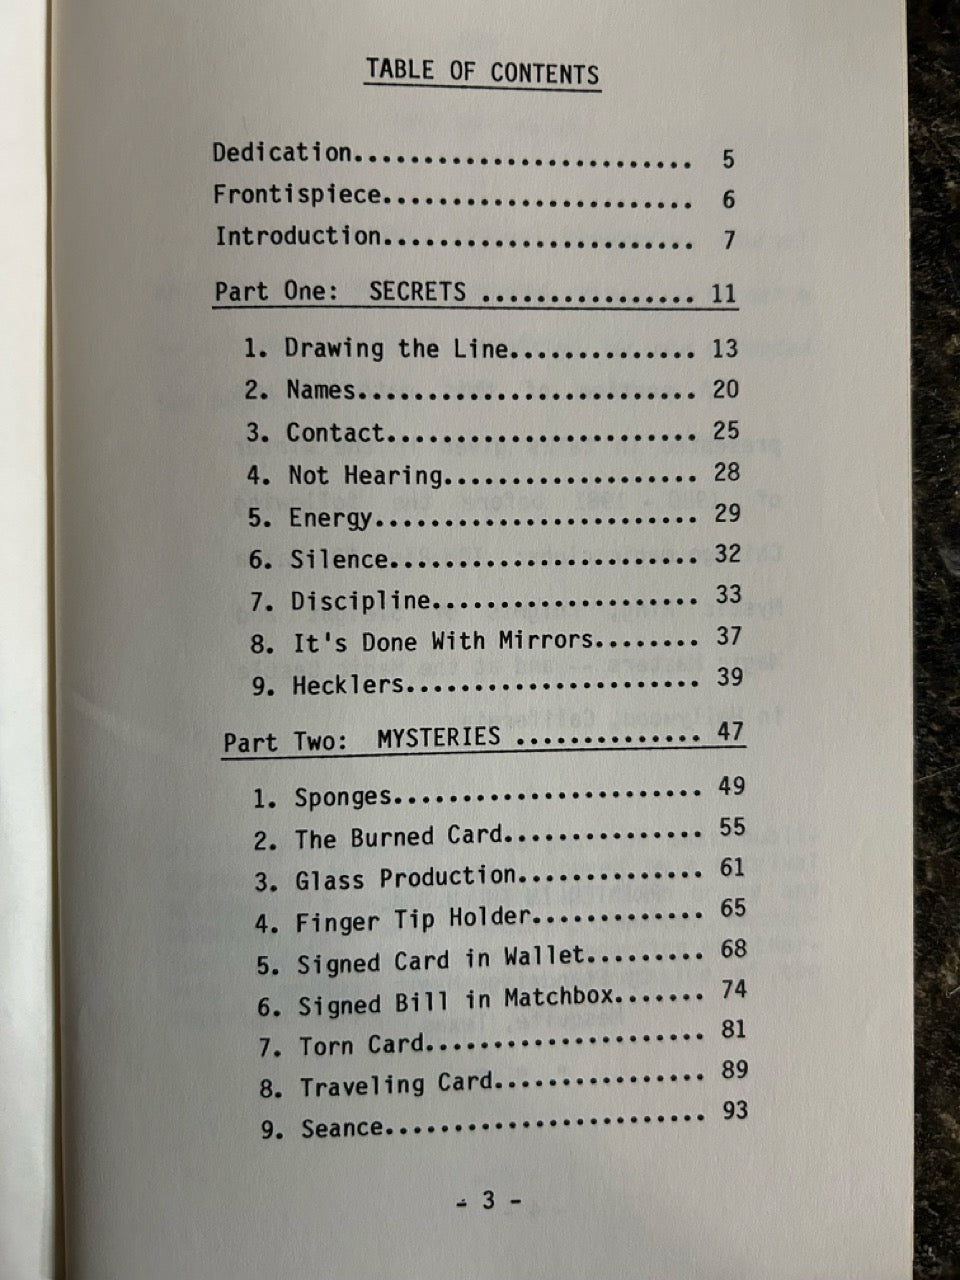 TABLE OF CONTENTS
Dedication........................ 5
Frontispiece...................... 6
Introduction...................... 7
Part One: SECRETS ................ 11
1. Drawing the Line.............. 13
2. Names......................... 20
3. Contact....................... 25
4. Not Hearing................... 28
5. Energy........................ 29
6. Silence....................... 32
7. Discipline.................... 33
8. It's Done With Mirrors........ 37
9. Hecklers...................... 39
Part Two: MYSTERIES .............. 47
1. Sponges....................... 49
2. The Burned Card............... 55
3. Glass Production.............. 61
4. Finger Tip Holder............. 65
5. Signed Card in Wallet......... 68
6. Signed Bill in Matchbox....... 74
7. Torn Card..................... 81
8. Traveling Card................ 89
9. Seance........................ 93
- 3 -